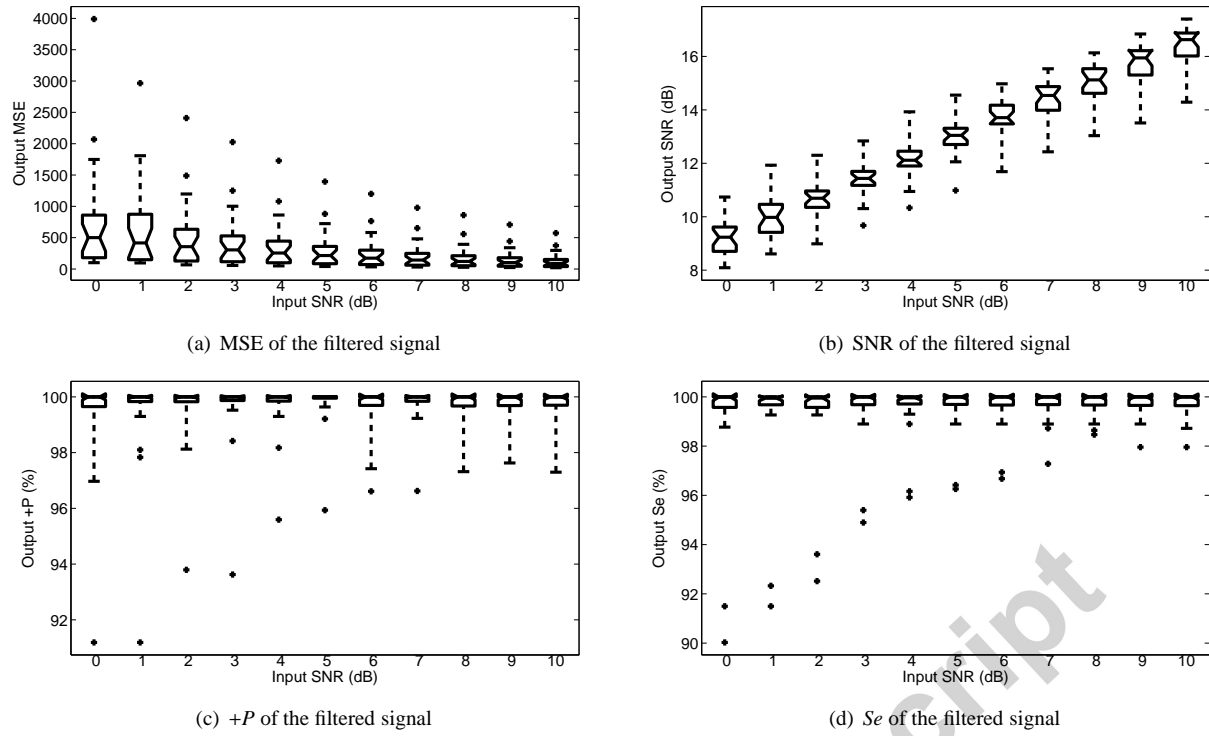 4000
3500
3000
2500
2000
1500
1000
500
0
Output MSE
0 1 2 3 4 5 6 7 8 9 10
Input SNR (dB)
(a) MSE of the filtered signal
16
14
12
10
8
Output SNR (dB)
0 1 2 3 4 5 6 7 8 9 10
Input SNR (dB)
(b) SNR of the filtered signal
100
98
96
94
92
Output +P (%)
0 1 2 3 4 5 6 7 8 9 10
Input SNR (dB)
(c) +P of the filtered signal
100
98
96
94
92
90
Output Se (%)
0 1 2 3 4 5 6 7 8 9 10
Input SNR (dB)
(d) Se of the filtered signal
cript